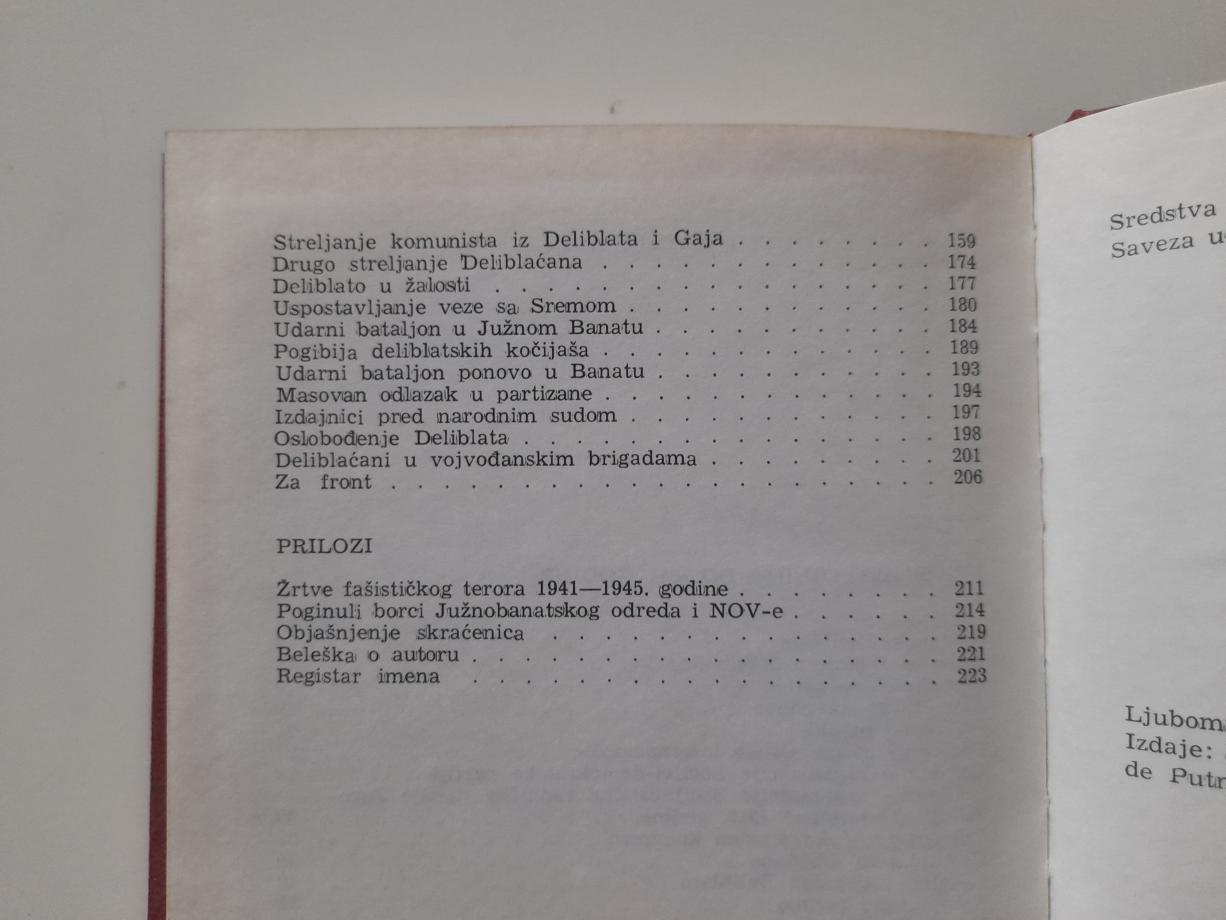 Streljanje komunista iz Deliblata i Gaja . . . . . . . . 159
Drugo streljanje Deliblaćana . . . . . . . . . . . . . 174
Deliblato u žalosti . . . . . . . . . . . . . . . . . 177
Uspostavljanje veze sa Sremom . . . . . . . . . . . . 180
Udarni bataljon u Južnom Banatu . . . . . . . . . . . 184
Pogibija deliblatskih kočijaša . . . . . . . . . . . . . 189
Udarni bataljon ponovo u Banatu . . . . . . . . . . . 193
Masovan odlazak u partizane . . . . . . . . . . . . . 194
Izdajnici pred narodnim sudom . . . . . . . . . . . . 197
Oslobođenje Deliblata . . . . . . . . . . . . . . . . 198
Deliblaćani u vojvođanskim brigadama . . . . . . . . . 201
Za front . . . . . . . . . . . . . . . . . . . . . 206
PRILOZI
Žrtve fašističkog terora 1941—1945. godine . . . . . . . . 211
Poginuli borci Južnobanatskog odreda i NOV-e . . . . . . 214
Objašnjenje skraćenica . . . . . . . . . . . . . . . 219
Beleška o autoru . . . . . . . . . . . . . . . . . . 221
Registar imena . . . . . . . . . . . . . . . . . . 223
Sredstva
Saveza
Izdaje:
de